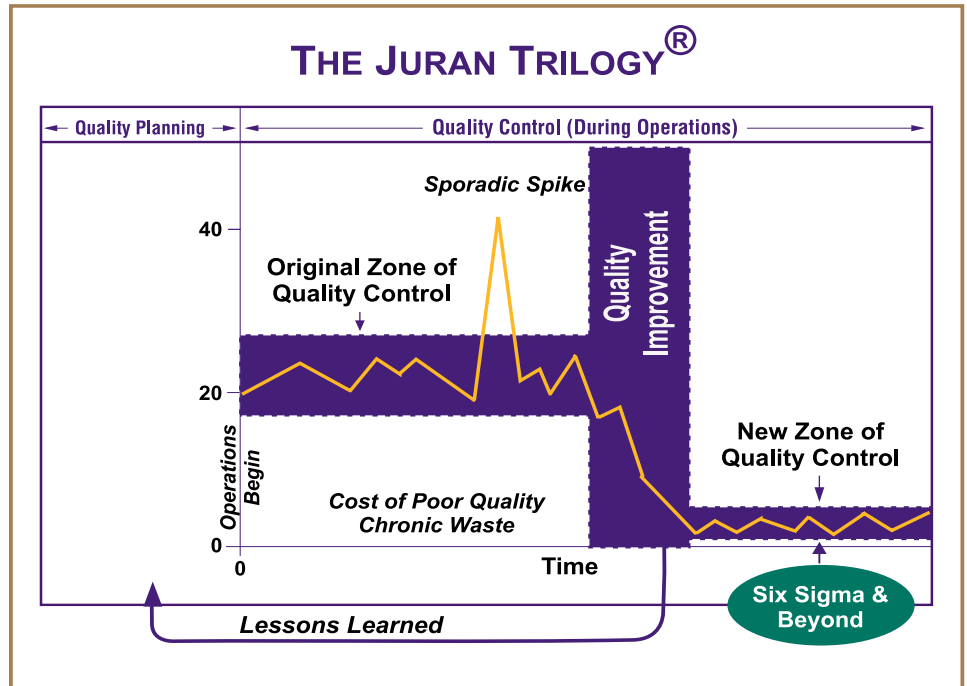 THE JURAN TRILOGY®
Quality Planning
Quality Control (During Operations)
Sporadic Spike
40
Original Zone of
Quality Control
Quality
Improvement
20
New Zone of
Quality Control
Operations
Begin
Cost of Poor Quality
Chronic Waste
0
0
Time
Six Sigma &
Beyond
Lessons Learned